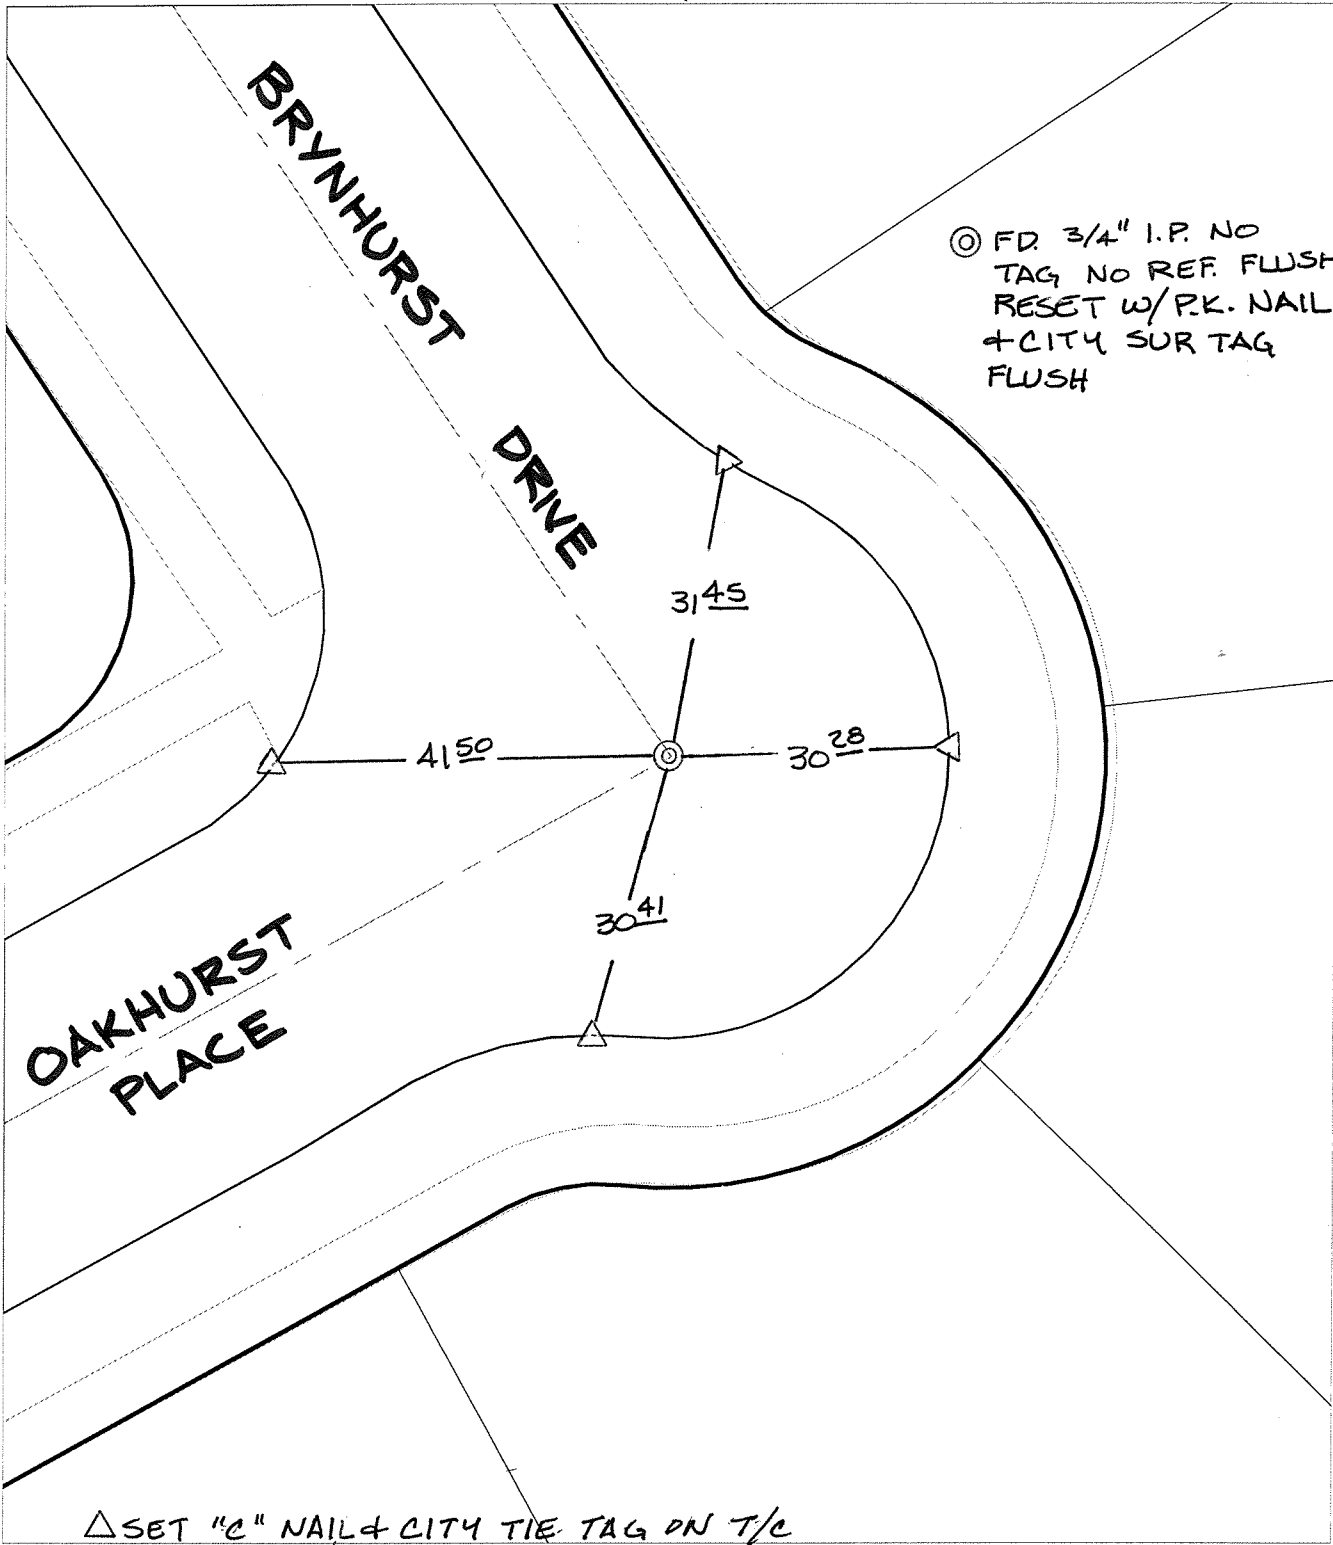 BRYNHURST
DRIVE
◎ FD. 3/4" I.P. NO
TAG NO REF. FLUSH
RESET W/ P.K. NAIL
& CITY SUR TAG
FLUSH
31 45
41 50
30 28
30 41
OAKHURST
PLACE
△ SET "C" NAIL & CITY TIE TAG ON T/C